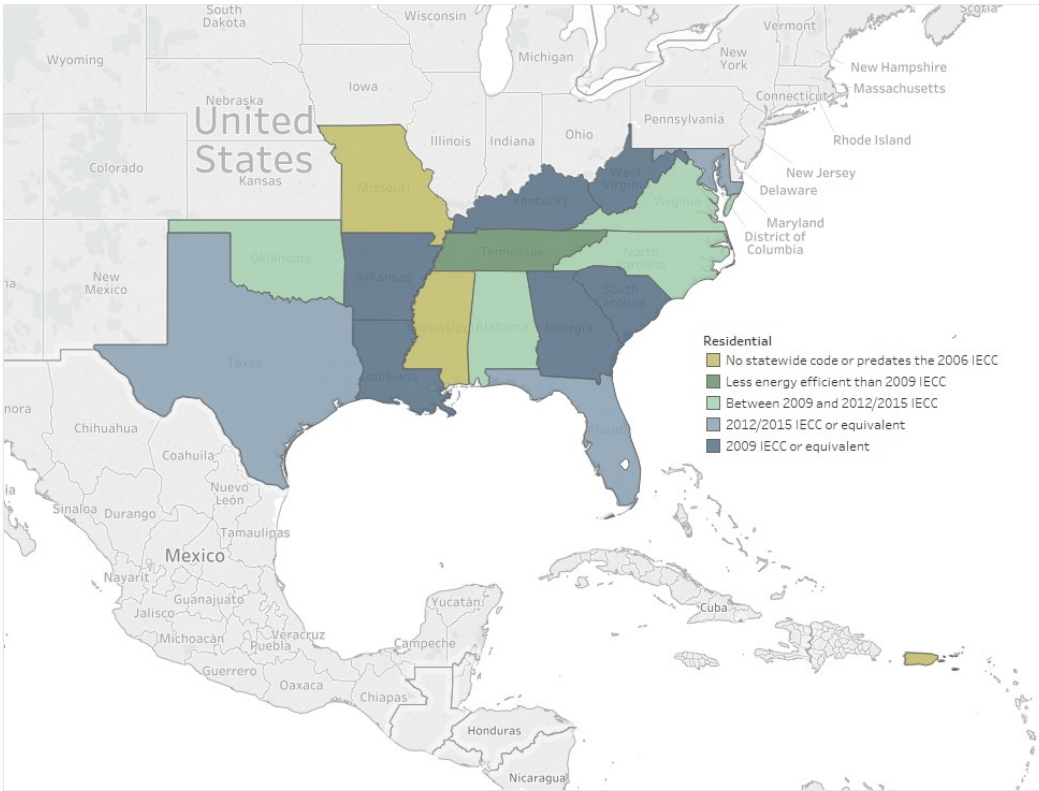 South
Dakota
Wisconsin
Vermont
Scotia
Wyoming
Michigan
New
York
New Hampshire
Massachusetts
Iowa
Nebraska
Connecticut
United
States
Illinois
Indiana
Ohio
Pennsylvania
Rhode Island
Colorado
Kansas
New Jersey
Delaware
Missouri
West
Virginia
Kentucky
Virginia
Maryland
District of
Columbia
Oklahoma
Tennessee
North
Carolina
na
New
Mexico
Arkansas
South
Carolina
Mississippi
Alabama
Georgia
Texas
Louisiana
Residential
No statewide code or predates the 2006 IECC
Less energy efficient than 2009 IECC
Between 2009 and 2012/2015 IECC
2012/2015 IECC or equivalent
2009 IECC or equivalent
nora
Chihuahua
Florida
Coahuila
ia
Nuevo
León
Sinaloa
Durango
Tamaulipas
Mexico
Nayarit
Guanajuato
Jalisco
Yucatán
Cuba
Michoacán
Veracruz
Puebla
Campeche
Guerrero
Oaxaca
Chiapas
Honduras
Nicaragua